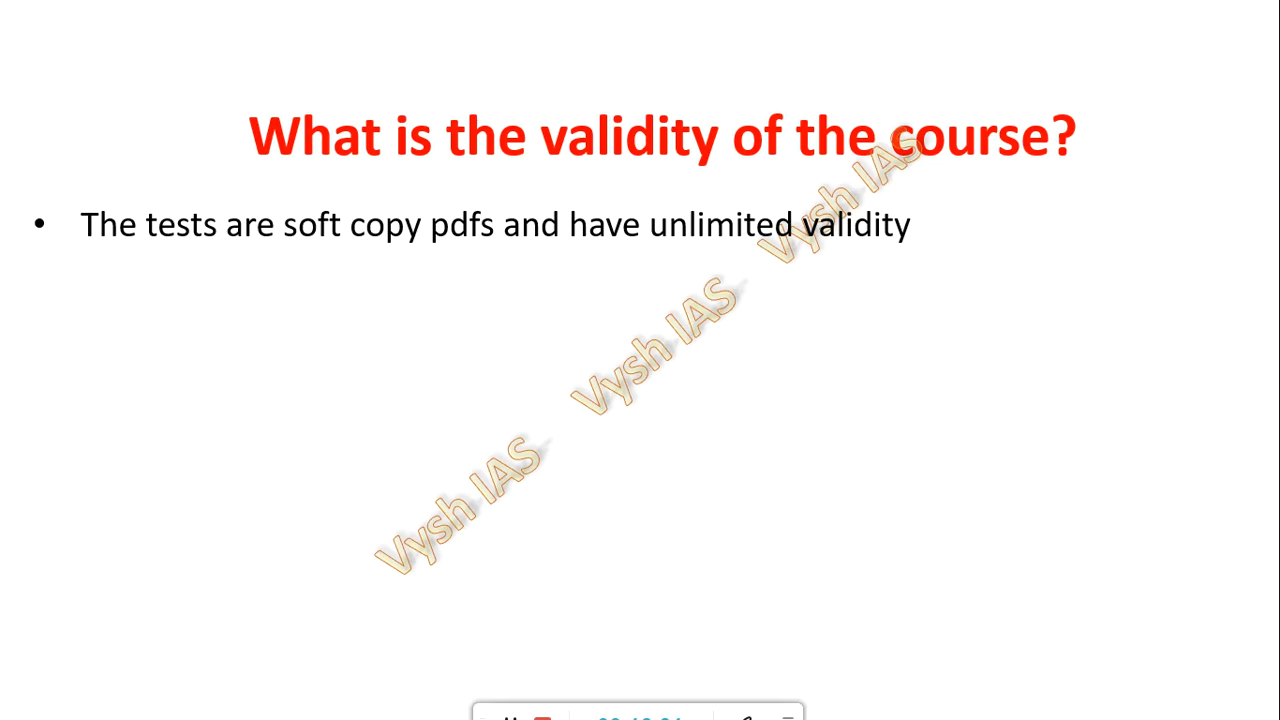 What is the validity of the course?
• The tests are soft copy pdfs and have unlimited validity
Vysh IAS
Vysh IAS
Vysh IAS